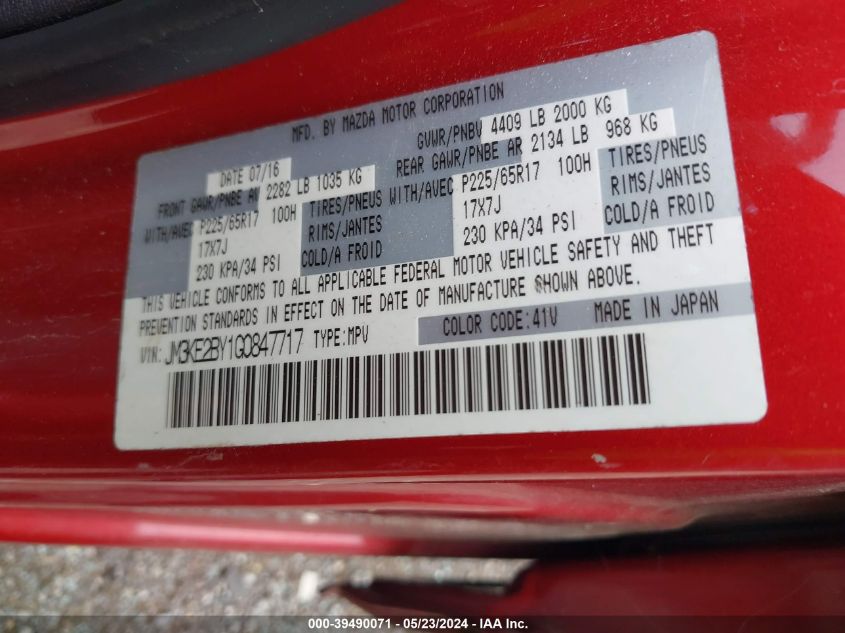 MFD. BY MAZDA MOTOR CORPORATION
DATE 07/16 GVWR/PNBV 4409 LB 2000 KG
FRONT GAWR/PNBE AV 2282 LB 1035 KG REAR GAWR/PNBE AR 2134 LB 968 KG
WITH/AVEC P225/65R17 100H TIRES/PNEUS WITH/AVEC P225/65R17 100H TIRES/PNEUS
17X7J RIMS/JANTES 17X7J RIMS/JANTES
230 KPA/34 PSI COLD/A FROID 230 KPA/34 PSI COLD/A FROID
THIS VEHICLE CONFORMS TO ALL APPLICABLE FEDERAL MOTOR VEHICLE SAFETY AND THEFT
PREVENTION STANDARDS IN EFFECT ON THE DATE OF MANUFACTURE SHOWN ABOVE.
VIN: JM3KE2BY1G0847717 TYPE:MPV COLOR CODE:41V MADE IN JAPAN
000-39490071 - 05/23/2024 - IAAI.com